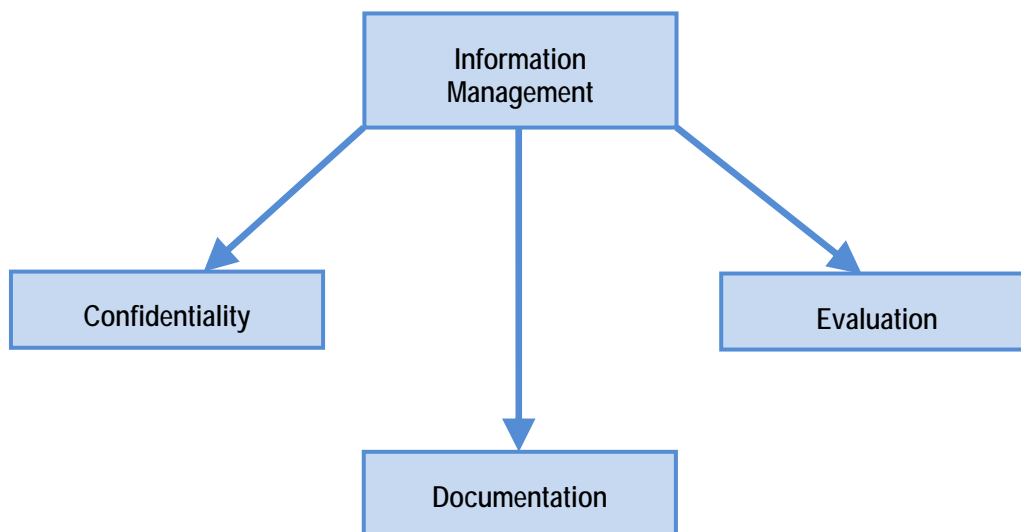 Information
Management
Confidentiality
Evaluation
Documentation